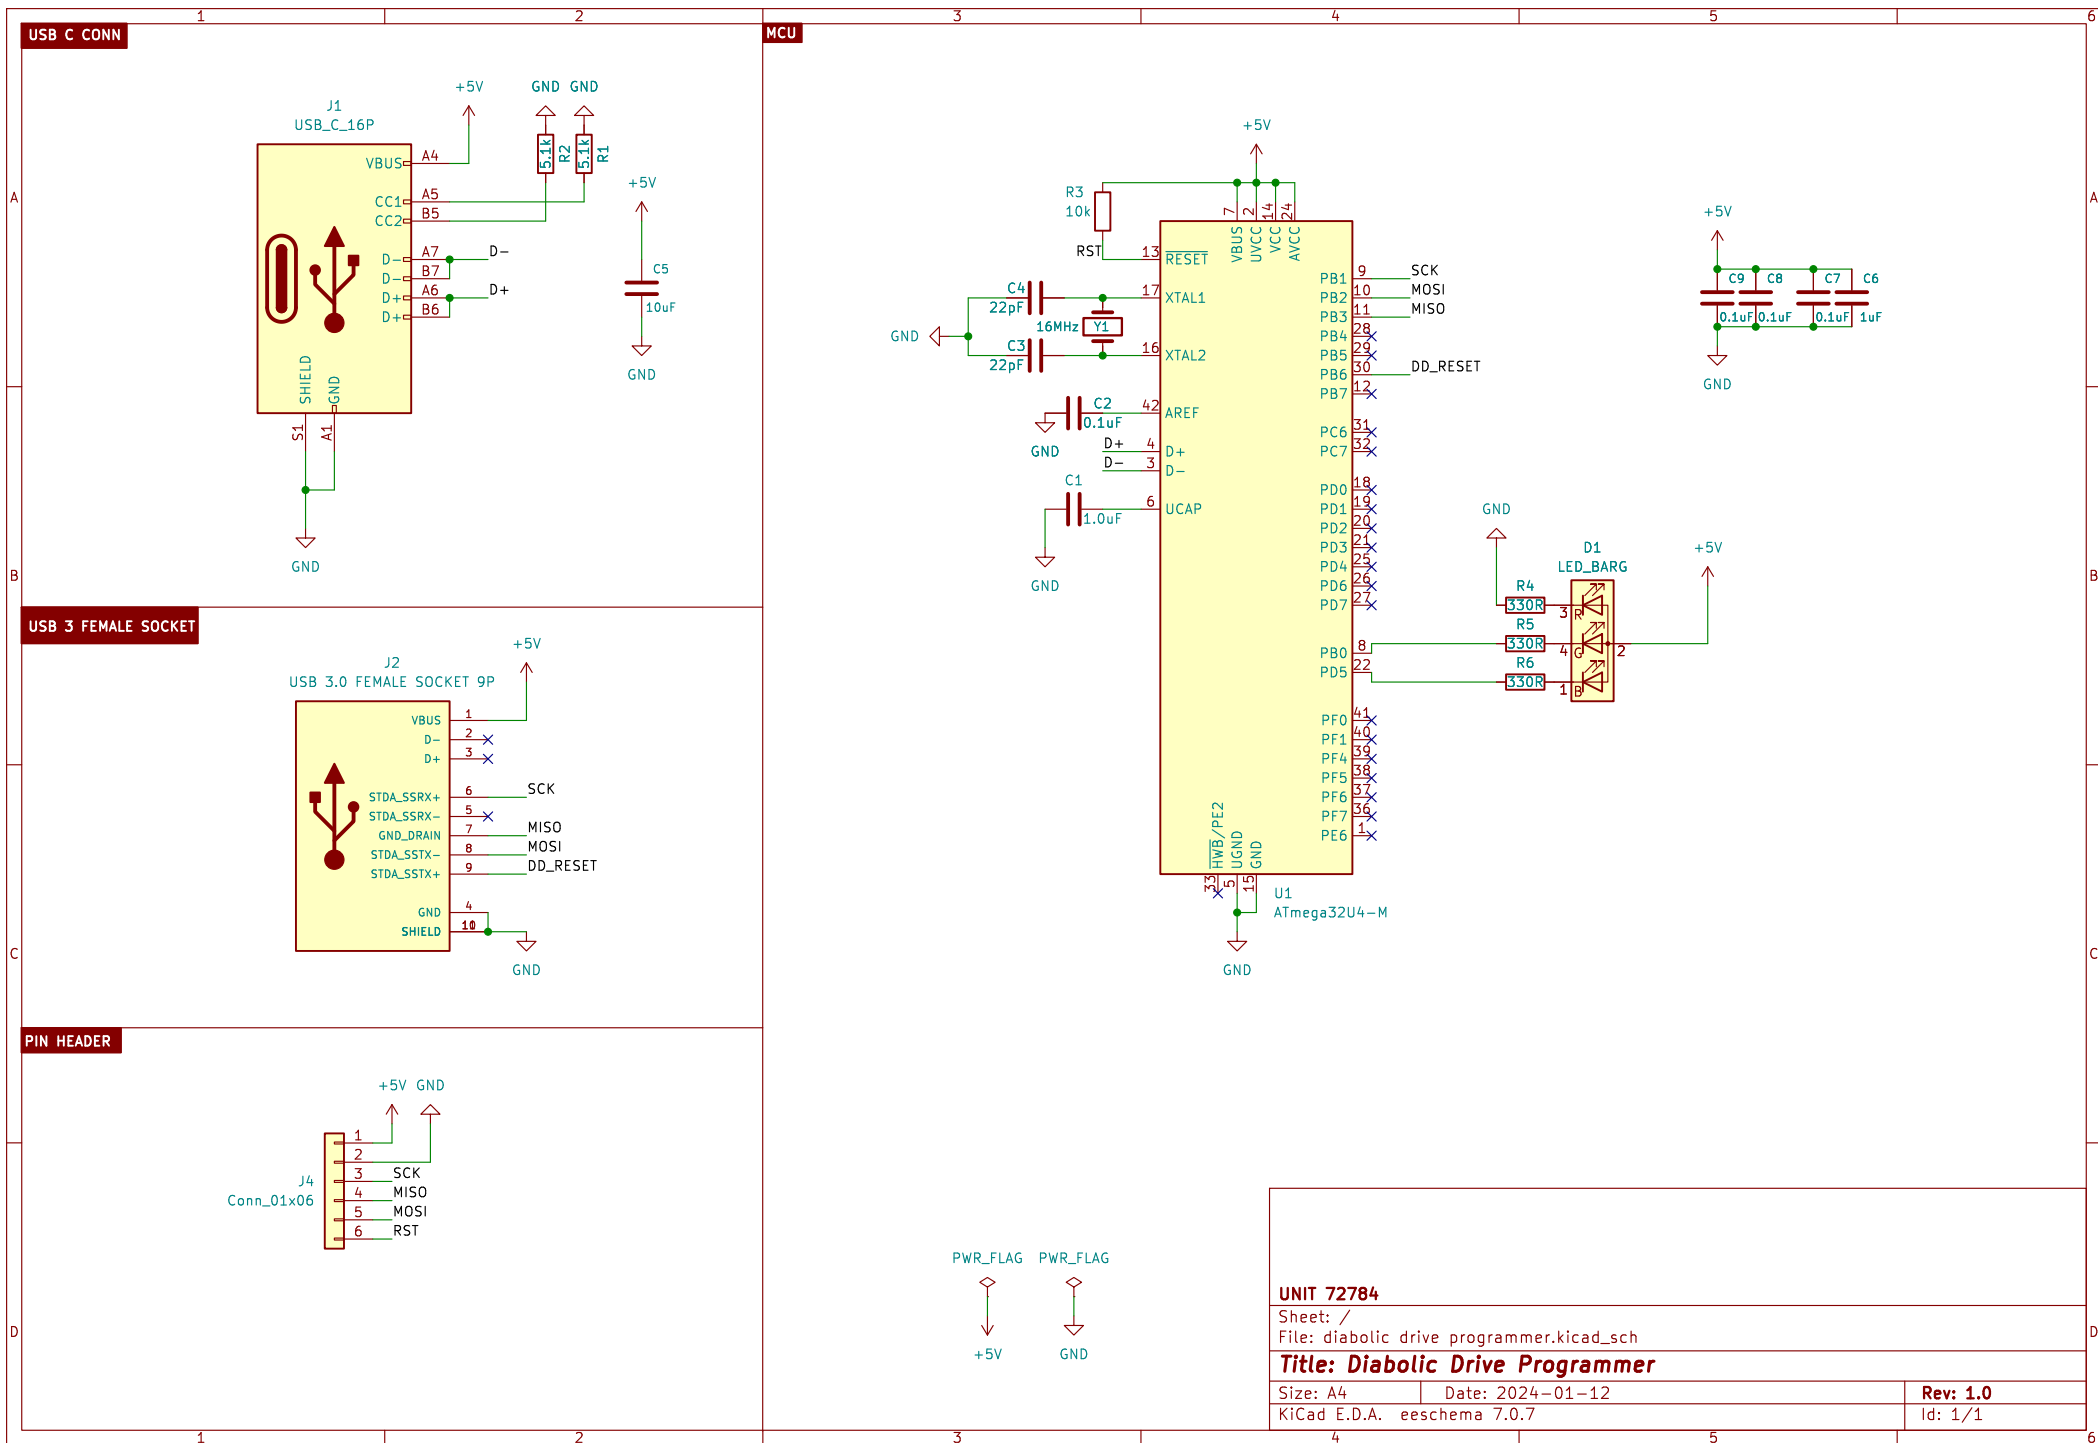 1 2 3 4 5 6
A
B
C
D
A
B
C
D
1 2 3 4 5 6
USB C CONN
J1
USB_C_16P
VBUS A4
CC1 A5
CC2 B5
D- A7
D- B7
D+ A6
D+ B6
SHIELD
GND
S1
A1
+5V
GND GND
5.1k R2
5.1k R1
D-
D+
GND
+5V
C5
10uF
GND
USB 3 FEMALE SOCKET
J2
USB 3.0 FEMALE SOCKET 9P
+5V
VBUS 1
D- 2
D+ 3
STDA_SSRX+ 6 SCK
STDA_SSRX- 5
GND_DRAIN 7 MISO
STDA_SSTX- 8 MOSI
STDA_SSTX+ 9 DD_RESET
GND 4
SHIELD
GND
PIN HEADER
+5V GND
J4
Conn_01x06
1
2
3 SCK
4 MISO
5 MOSI
6 RST
MCU
+5V
R3
10k
RST
7 2 14 24
VBUS
UVCC
VCC
AVCC
13 RESET
17 XTAL1
16 XTAL2
42 AREF
D+ 4 D+
D- 3 D-
6 UCAP
C4
22pF
16MHz Y1
C3
22pF
GND
C2
0.1uF
GND
C1
1.0uF
GND
PB1 9 SCK
PB2 10 MOSI
PB3 11 MISO
PB4 28
PB5 29
PB6 30 DD_RESET
PB7 12
PC6 31
PC7 32
PD0 18
PD1 19
PD2 20
PD3 21
PD4 25
PD6 26
PD7 27
PB0 8
PD5 22
PF0 41
PF1 40
PF4 39
PF5 38
PF6 37
PF7 36
PE6 1
HWB/PE2
UGND
GND
33 5 15
U1
ATmega32U4-M
GND
GND
D1
LED_BARG
+5V
R4
330R 3 R
R5
330R 4 G 2
R6
330R 1 B
+5V
C9 C8 C7 C6
0.1uF 0.1uF 0.1uF 1uF
GND
PWR_FLAG PWR_FLAG
+5V GND
UNIT 72784
Sheet: /
File: diabolic drive programmer.kicad_sch
Title: Diabolic Drive Programmer
Size: A4 Date: 2024-01-12 Rev: 1.0
KiCad E.D.A. eeschema 7.0.7 Id: 1/1